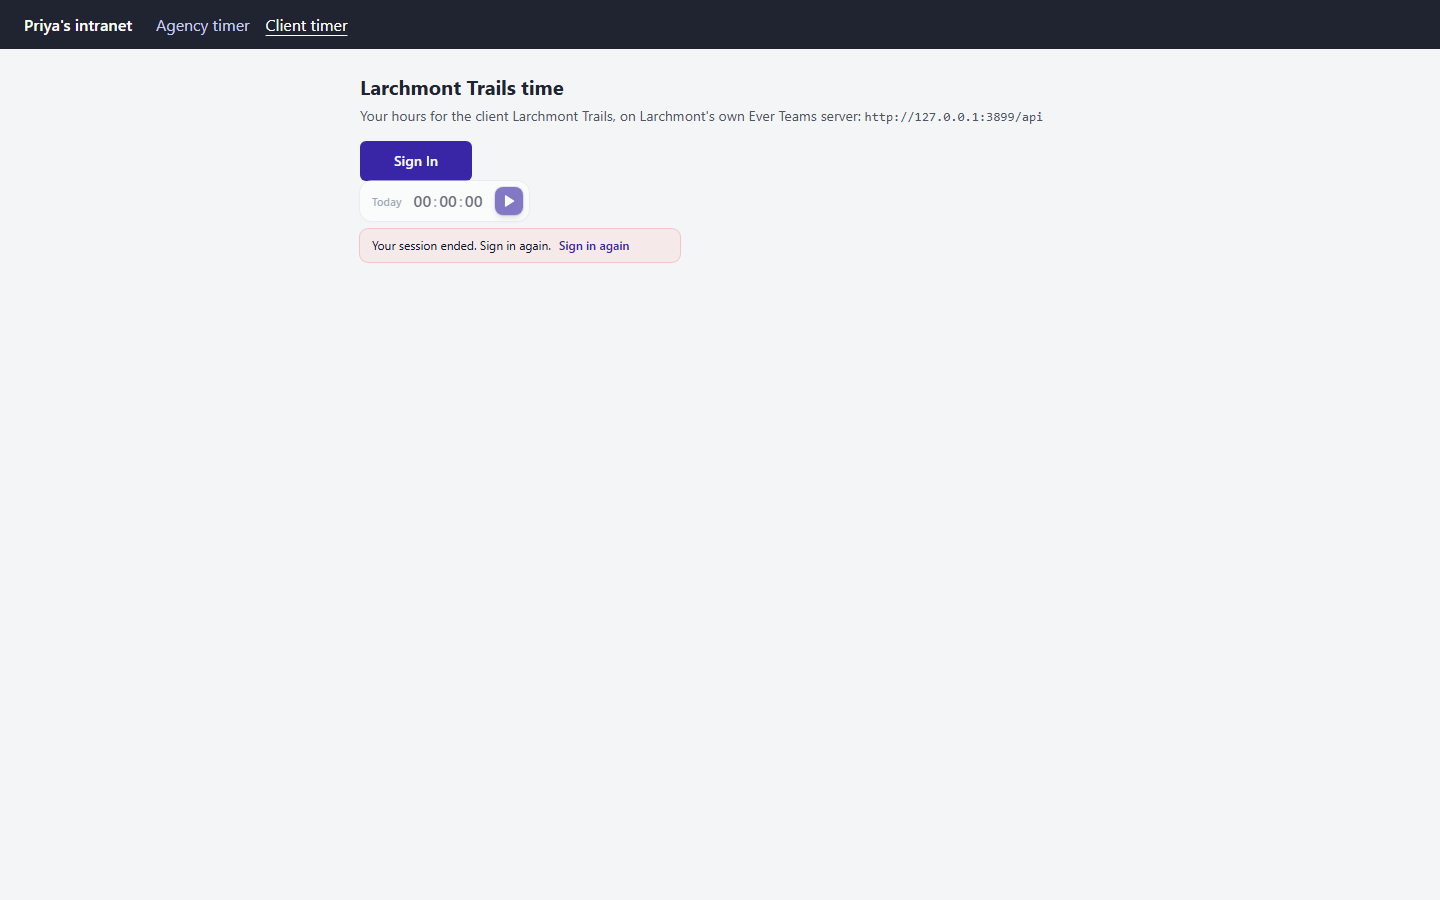 Priya's intranet Agency timer Client timer
Larchmont Trails time
Your hours for the client Larchmont Trails, on Larchmont's own Ever Teams server: http://127.0.0.1:3899/api
Sign In
Today 00:00:00
Your session ended. Sign in again. Sign in again